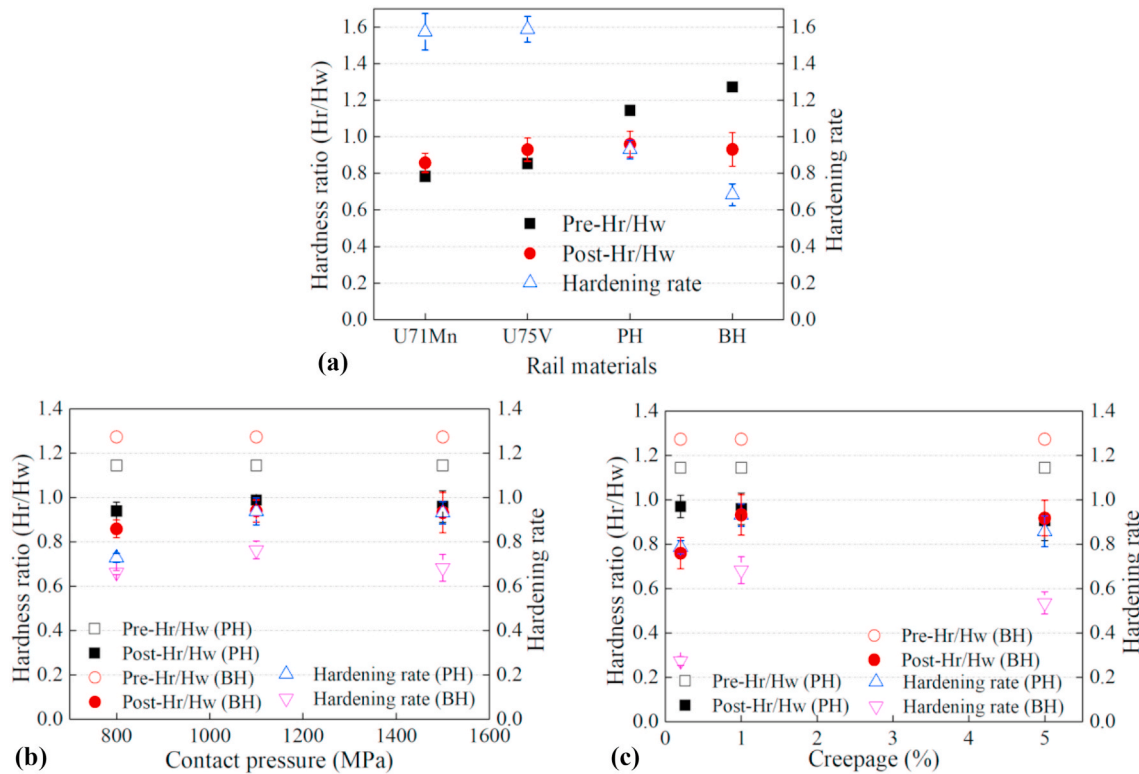 1.6
1.4
1.2
1.0
0.8
0.6
0.4
0.2
0.0
Hardness ratio (Hr/Hw)
Pre-Hr/Hw
Post-Hr/Hw
Hardening rate
1.6
1.4
1.2
1.0
0.8
0.6
0.4
0.2
0.0
Hardening rate
U71Mn U75V PH BH
Rail materials
(a)
1.4
1.2
1.0
0.8
0.6
0.4
0.2
0.0
Hardness ratio (Hr/Hw)
Pre-Hr/Hw (PH)
Post-Hr/Hw (PH)
Pre-Hr/Hw (BH)
Post-Hr/Hw (BH)
Hardening rate (PH)
Hardening rate (BH)
1.4
1.2
1.0
0.8
0.6
0.4
0.2
0.0
Hardening rate
800 1000 1200 1400 1600
Contact pressure (MPa)
(b)
1.4
1.2
1.0
0.8
0.6
0.4
0.2
0.0
Hardness ratio (Hr/Hw)
Pre-Hr/Hw (PH)
Post-Hr/Hw (PH)
Pre-Hr/Hw (BH)
Post-Hr/Hw (BH)
Hardening rate (PH)
Hardening rate (BH)
1.4
1.2
1.0
0.8
0.6
0.4
0.2
0.0
Hardening rate
0 1 2 3 4 5
Creepage (%)
(c)